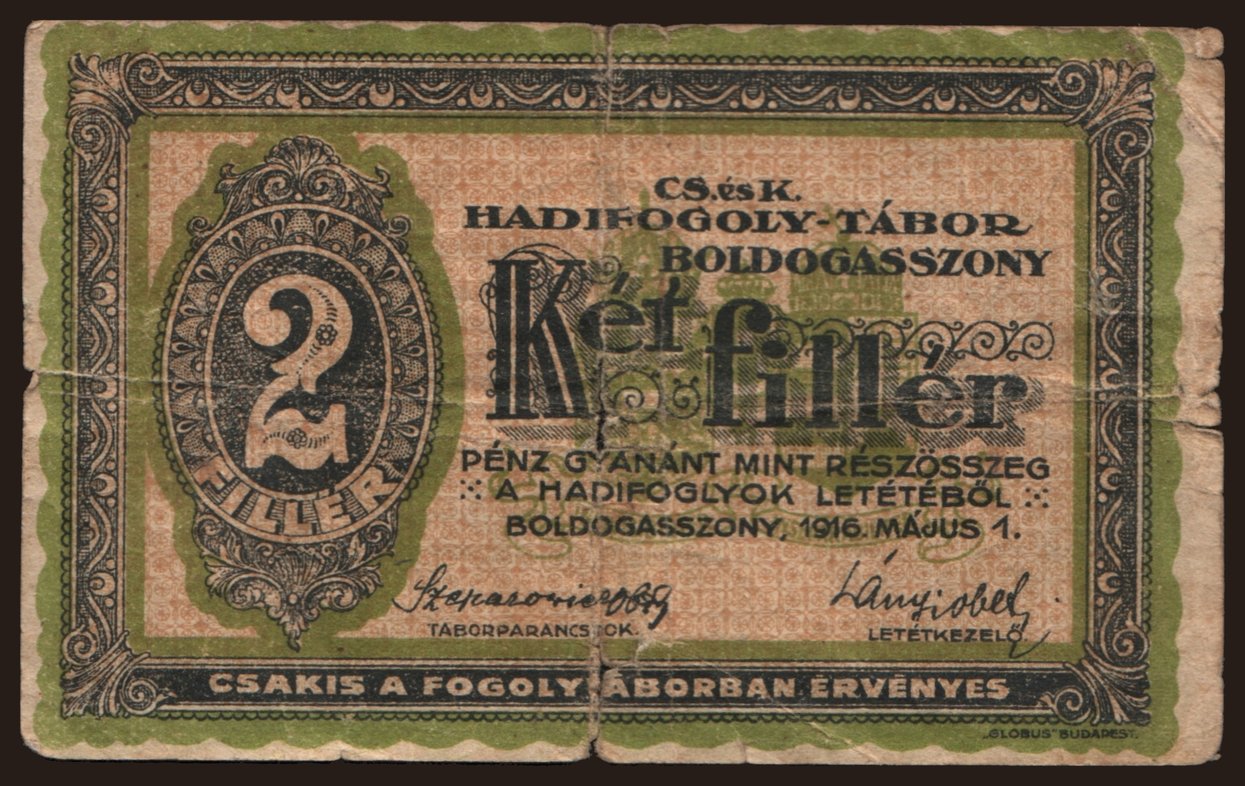 CS. és K.
HADIFOGOLY-TÁBOR
BOLDOGASSZONY
2
FILLÉR
Két fillér
PÉNZ GYANÁNT MINT RÉSZÖSSZEG
A HADIFOGLYOK LETÉTÉBŐL
BOLDOGASSZONY, 1916. MÁJUS 1.
TÁBORPARANCSNOK.
LETÉTKEZELŐ.
CSAKIS A FOGOLYTÁBORBAN ÉRVÉNYES
„GLOBUS" BUDAPEST.